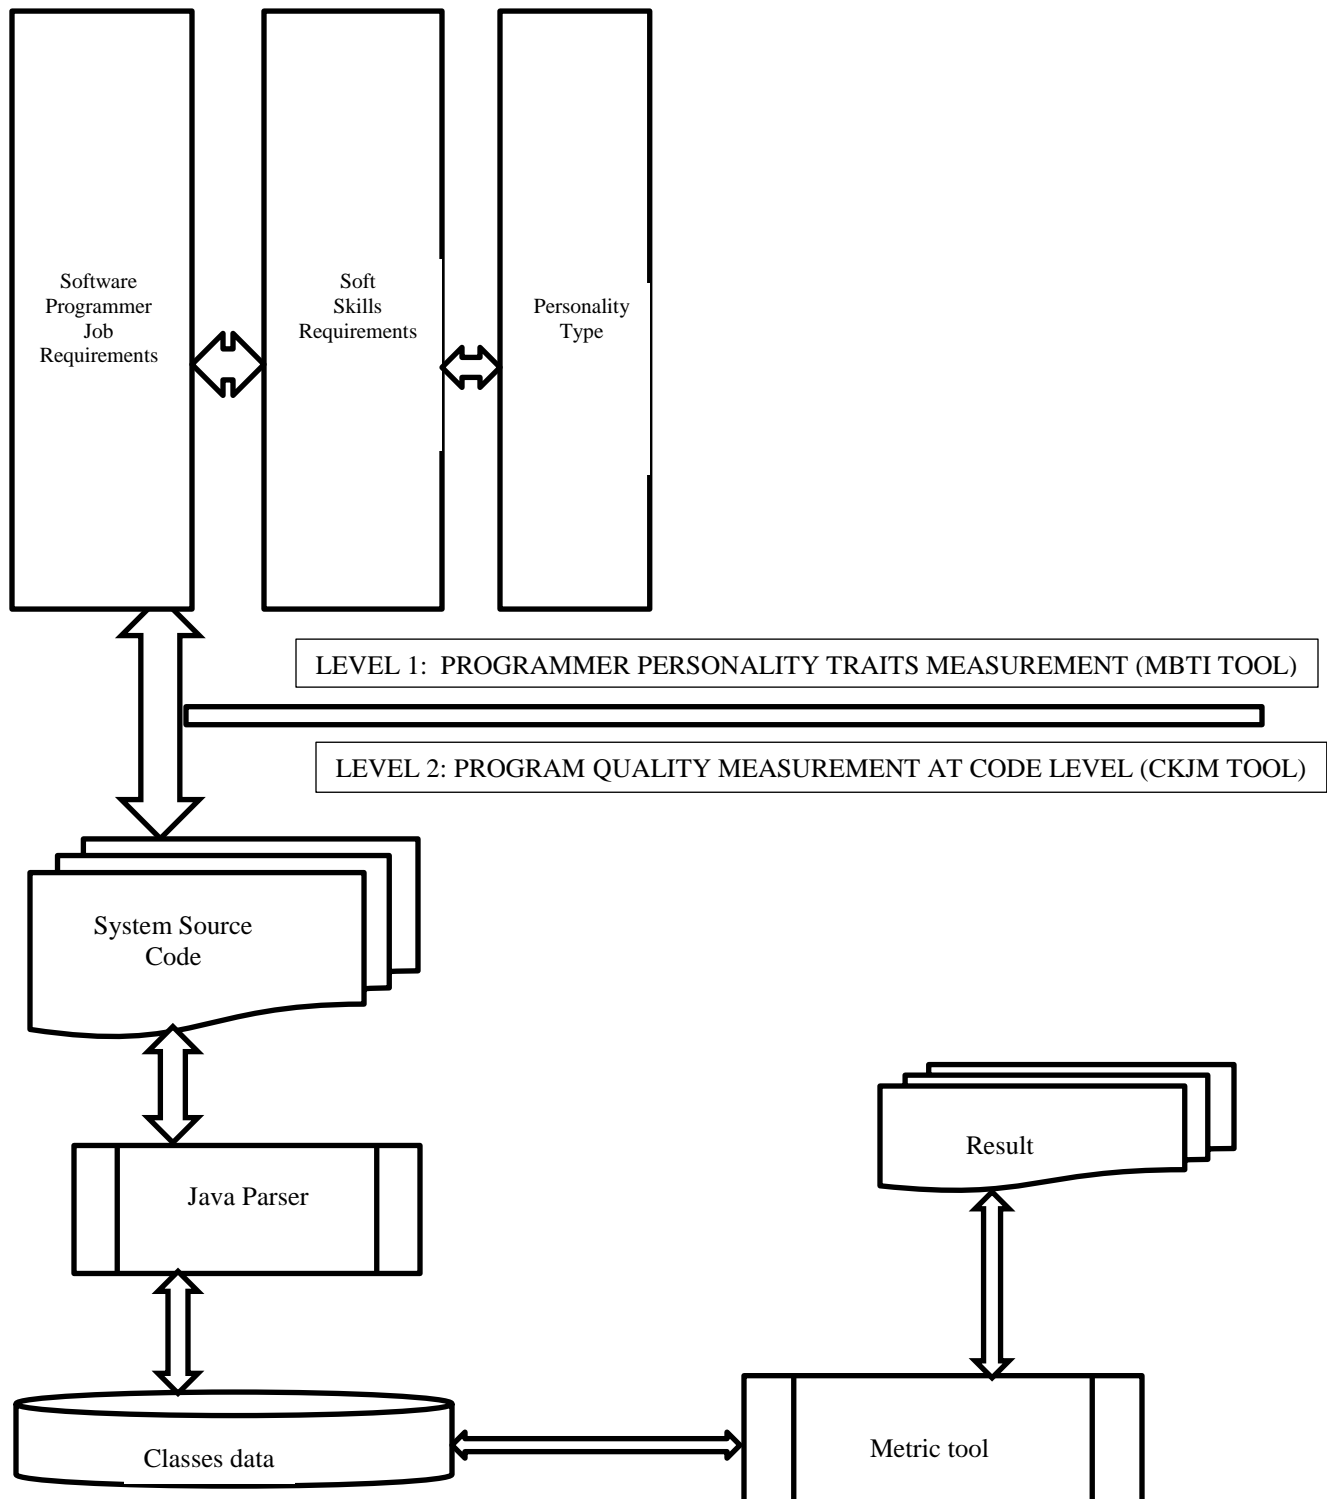 Software
Programmer
Job
Requirements
Soft
Skills
Requirements
Personality
Type
LEVEL 1:  PROGRAMMER PERSONALITY TRAITS MEASUREMENT (MBTI TOOL)
LEVEL 2: PROGRAM QUALITY MEASUREMENT AT CODE LEVEL (CKJM TOOL)
System Source
Code
Result
Java Parser
Classes data
Metric tool